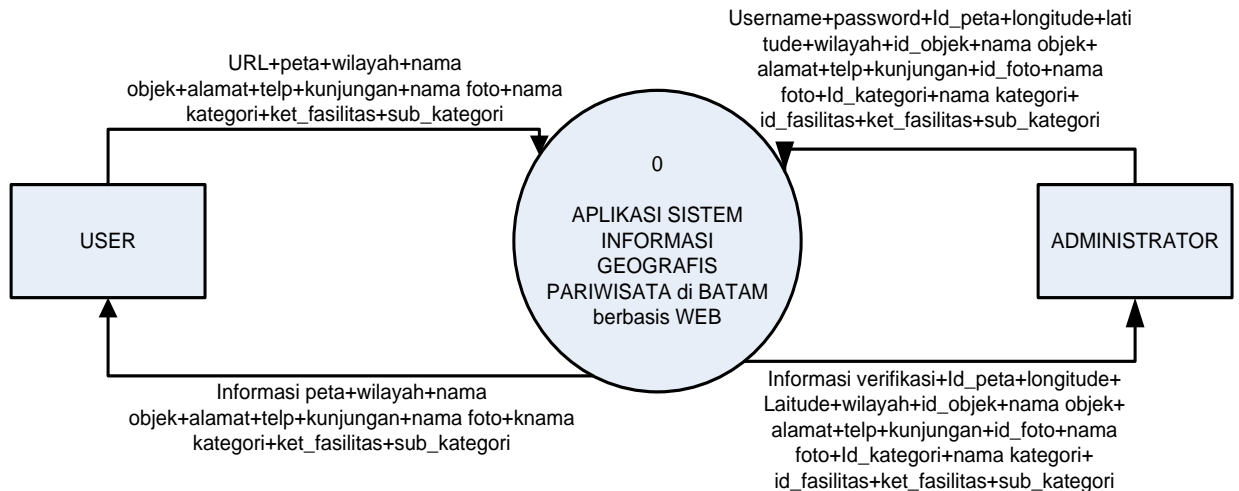 URL+peta+wilayah+nama
objek+alamat+telp+kunjungan+nama foto+nama
kategori+ket_fasilitas+sub_kategori
Username+password+Id_peta+longitude+lati
tude+wilayah+id_objek+nama objek+
alamat+telp+kunjungan+id_foto+nama
foto+Id_kategori+nama kategori+
id_fasilitas+ket_fasilitas+sub_kategori
USER
0
APLIKASI SISTEM
INFORMASI
GEOGRAFIS
PARIWISATA di BATAM
berbasis WEB
ADMINISTRATOR
Informasi peta+wilayah+nama
objek+alamat+telp+kunjungan+nama foto+knama
kategori+ket_fasilitas+sub_kategori
Informasi verifikasi+Id_peta+longitude+
Laitude+wilayah+id_objek+nama objek+
alamat+telp+kunjungan+id_foto+nama
foto+Id_kategori+nama kategori+
id_fasilitas+ket_fasilitas+sub_kategori